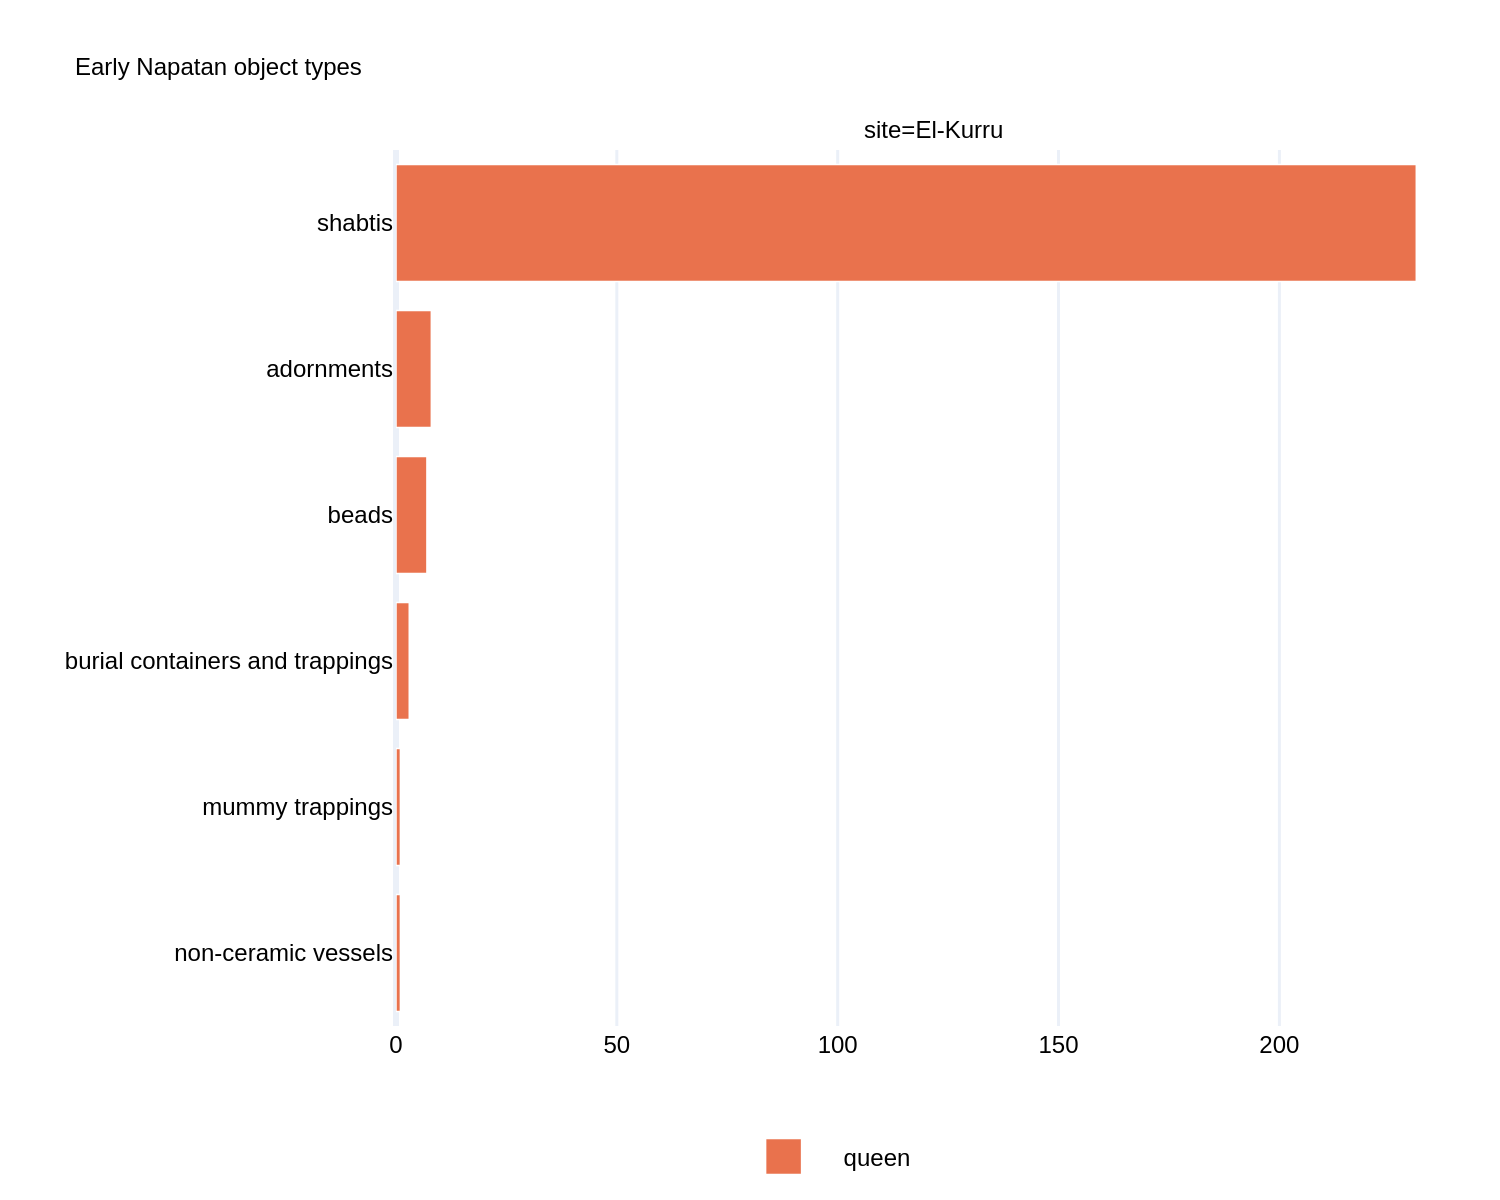 Early Napatan object types
site=El-Kurru
shabtis
adornments
beads
burial containers and trappings
mummy trappings
non-ceramic vessels
0 50 100 150 200
queen